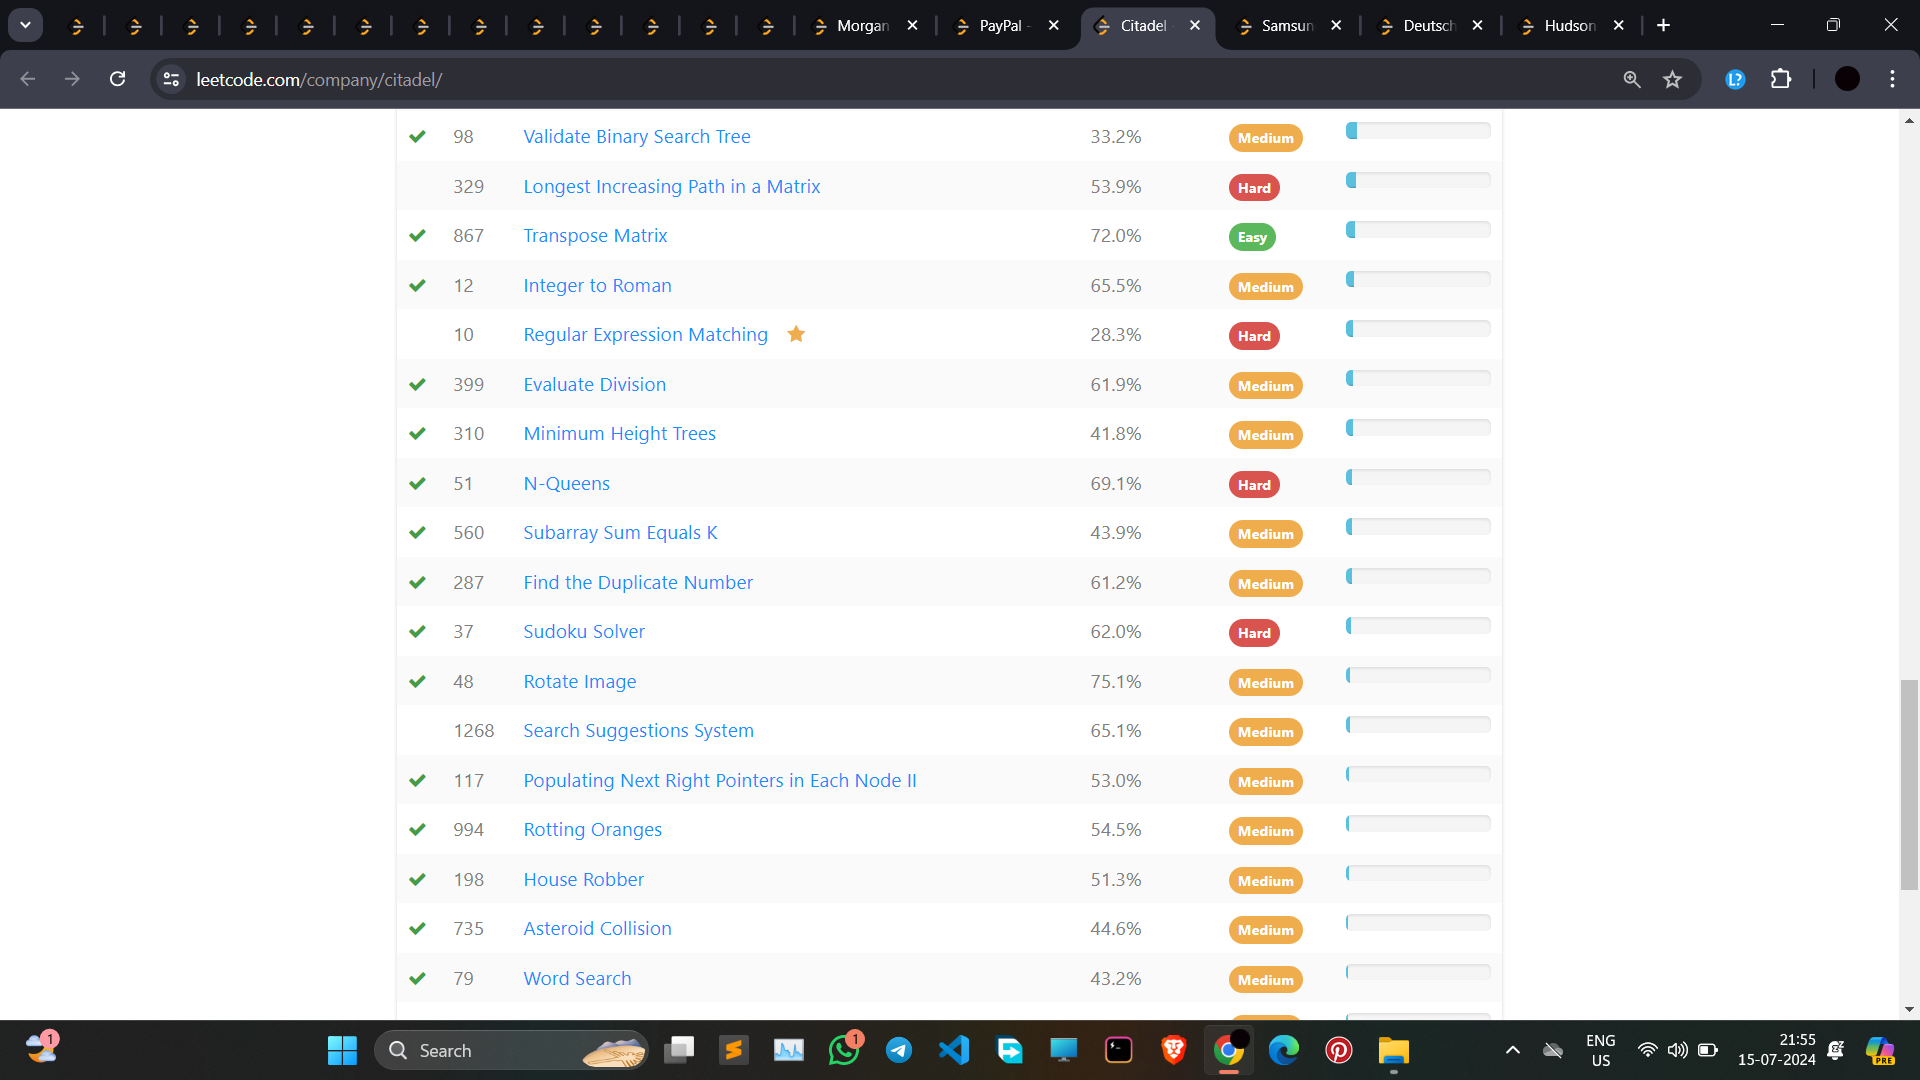 Morgan
PayPal -
Citadel
Samsun
Deutsch
Hudson
leetcode.com/company/citadel/
L?
98 Validate Binary Search Tree 33.2% Medium
329 Longest Increasing Path in a Matrix 53.9% Hard
867 Transpose Matrix 72.0% Easy
12 Integer to Roman 65.5% Medium
10 Regular Expression Matching 28.3% Hard
399 Evaluate Division 61.9% Medium
310 Minimum Height Trees 41.8% Medium
51 N-Queens 69.1% Hard
560 Subarray Sum Equals K 43.9% Medium
287 Find the Duplicate Number 61.2% Medium
37 Sudoku Solver 62.0% Hard
48 Rotate Image 75.1% Medium
1268 Search Suggestions System 65.1% Medium
117 Populating Next Right Pointers in Each Node II 53.0% Medium
994 Rotting Oranges 54.5% Medium
198 House Robber 51.3% Medium
735 Asteroid Collision 44.6% Medium
79 Word Search 43.2% Medium
1
Search
1
ENG
US
21:55
15-07-2024
PRE